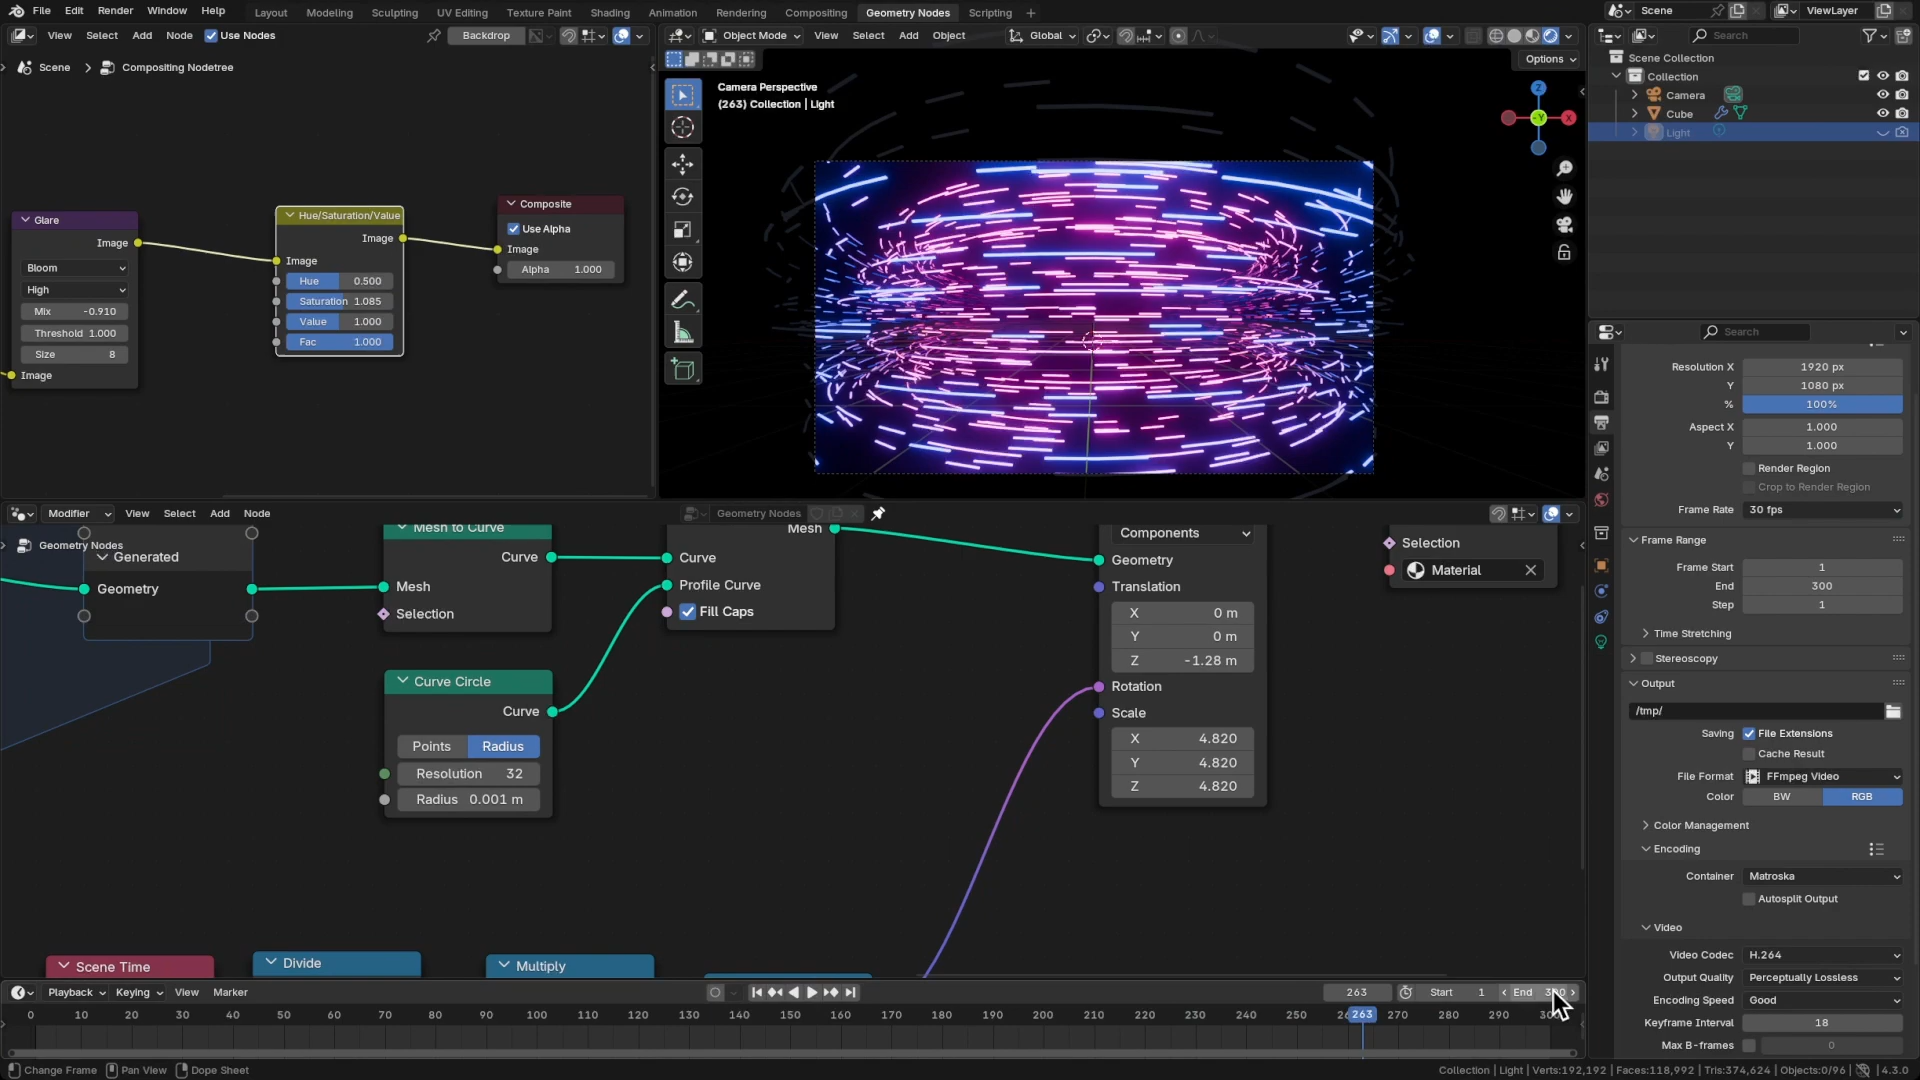 File Edit Render Window Help
Layout Modeling Sculpting UV Editing Texture Paint Shading Animation Rendering Compositing Geometry Nodes Scripting +
Scene ViewLayer
View Select Add Node Use Nodes Backdrop
Object Mode View Select Add Object Global
Search
Scene > Compositing Nodetree
Options
Scene Collection
Collection
Camera
Cube
Light
Camera Perspective
(263) Collection | Light
Z
-Y
X
Glare
Image
Bloom
High
Mix -0.910
Threshold 1.000
Size 8
Image
Hue/Saturation/Value
Image
Image
Hue 0.500
Saturation 1.085
Value 1.000
Fac 1.000
Composite
Use Alpha
Image
Alpha 1.000
Search
Resolution X 1920 px
Y 1080 px
% 100%
Aspect X 1.000
Y 1.000
Render Region
Crop to Render Region
Frame Rate 30 fps
Frame Range
Frame Start 1
End 300
Step 1
Time Stretching
Stereoscopy
Output
/tmp/
Saving File Extensions
Cache Result
File Format FFmpeg Video
Color BW RGB
Color Management
Encoding
Container Matroska
Autosplit Output
Video
Video Codec H.264
Output Quality Perceptually Lossless
Encoding Speed Good
Keyframe Interval 18
Max B-frames 0
Modifier View Select Add Node Geometry Nodes
Geometry Nodes
Generated
Geometry
Mesh to Curve
Curve
Mesh
Selection
Mesh
Curve
Profile Curve
Fill Caps
Curve Circle
Curve
Points Radius
Resolution 32
Radius 0.001 m
Components
Geometry
Translation
X 0 m
Y 0 m
Z -1.28 m
Rotation
Scale
X 4.820
Y 4.820
Z 4.820
Selection
Material
Scene Time
Divide
Multiply
Playback Keying View Marker 263 Start 1 End
0 10 20 30 40 50 60 70 80 90 100 110 120 130 140 150 160 170 180 190 200 210 220 230 240 250 263 270 280 290
Change Frame Pan View Dope Sheet
Collection | Light | Verts:192,192 | Faces:118,992 | Tris:374,624 | Objects:0/96 | 4.3.0